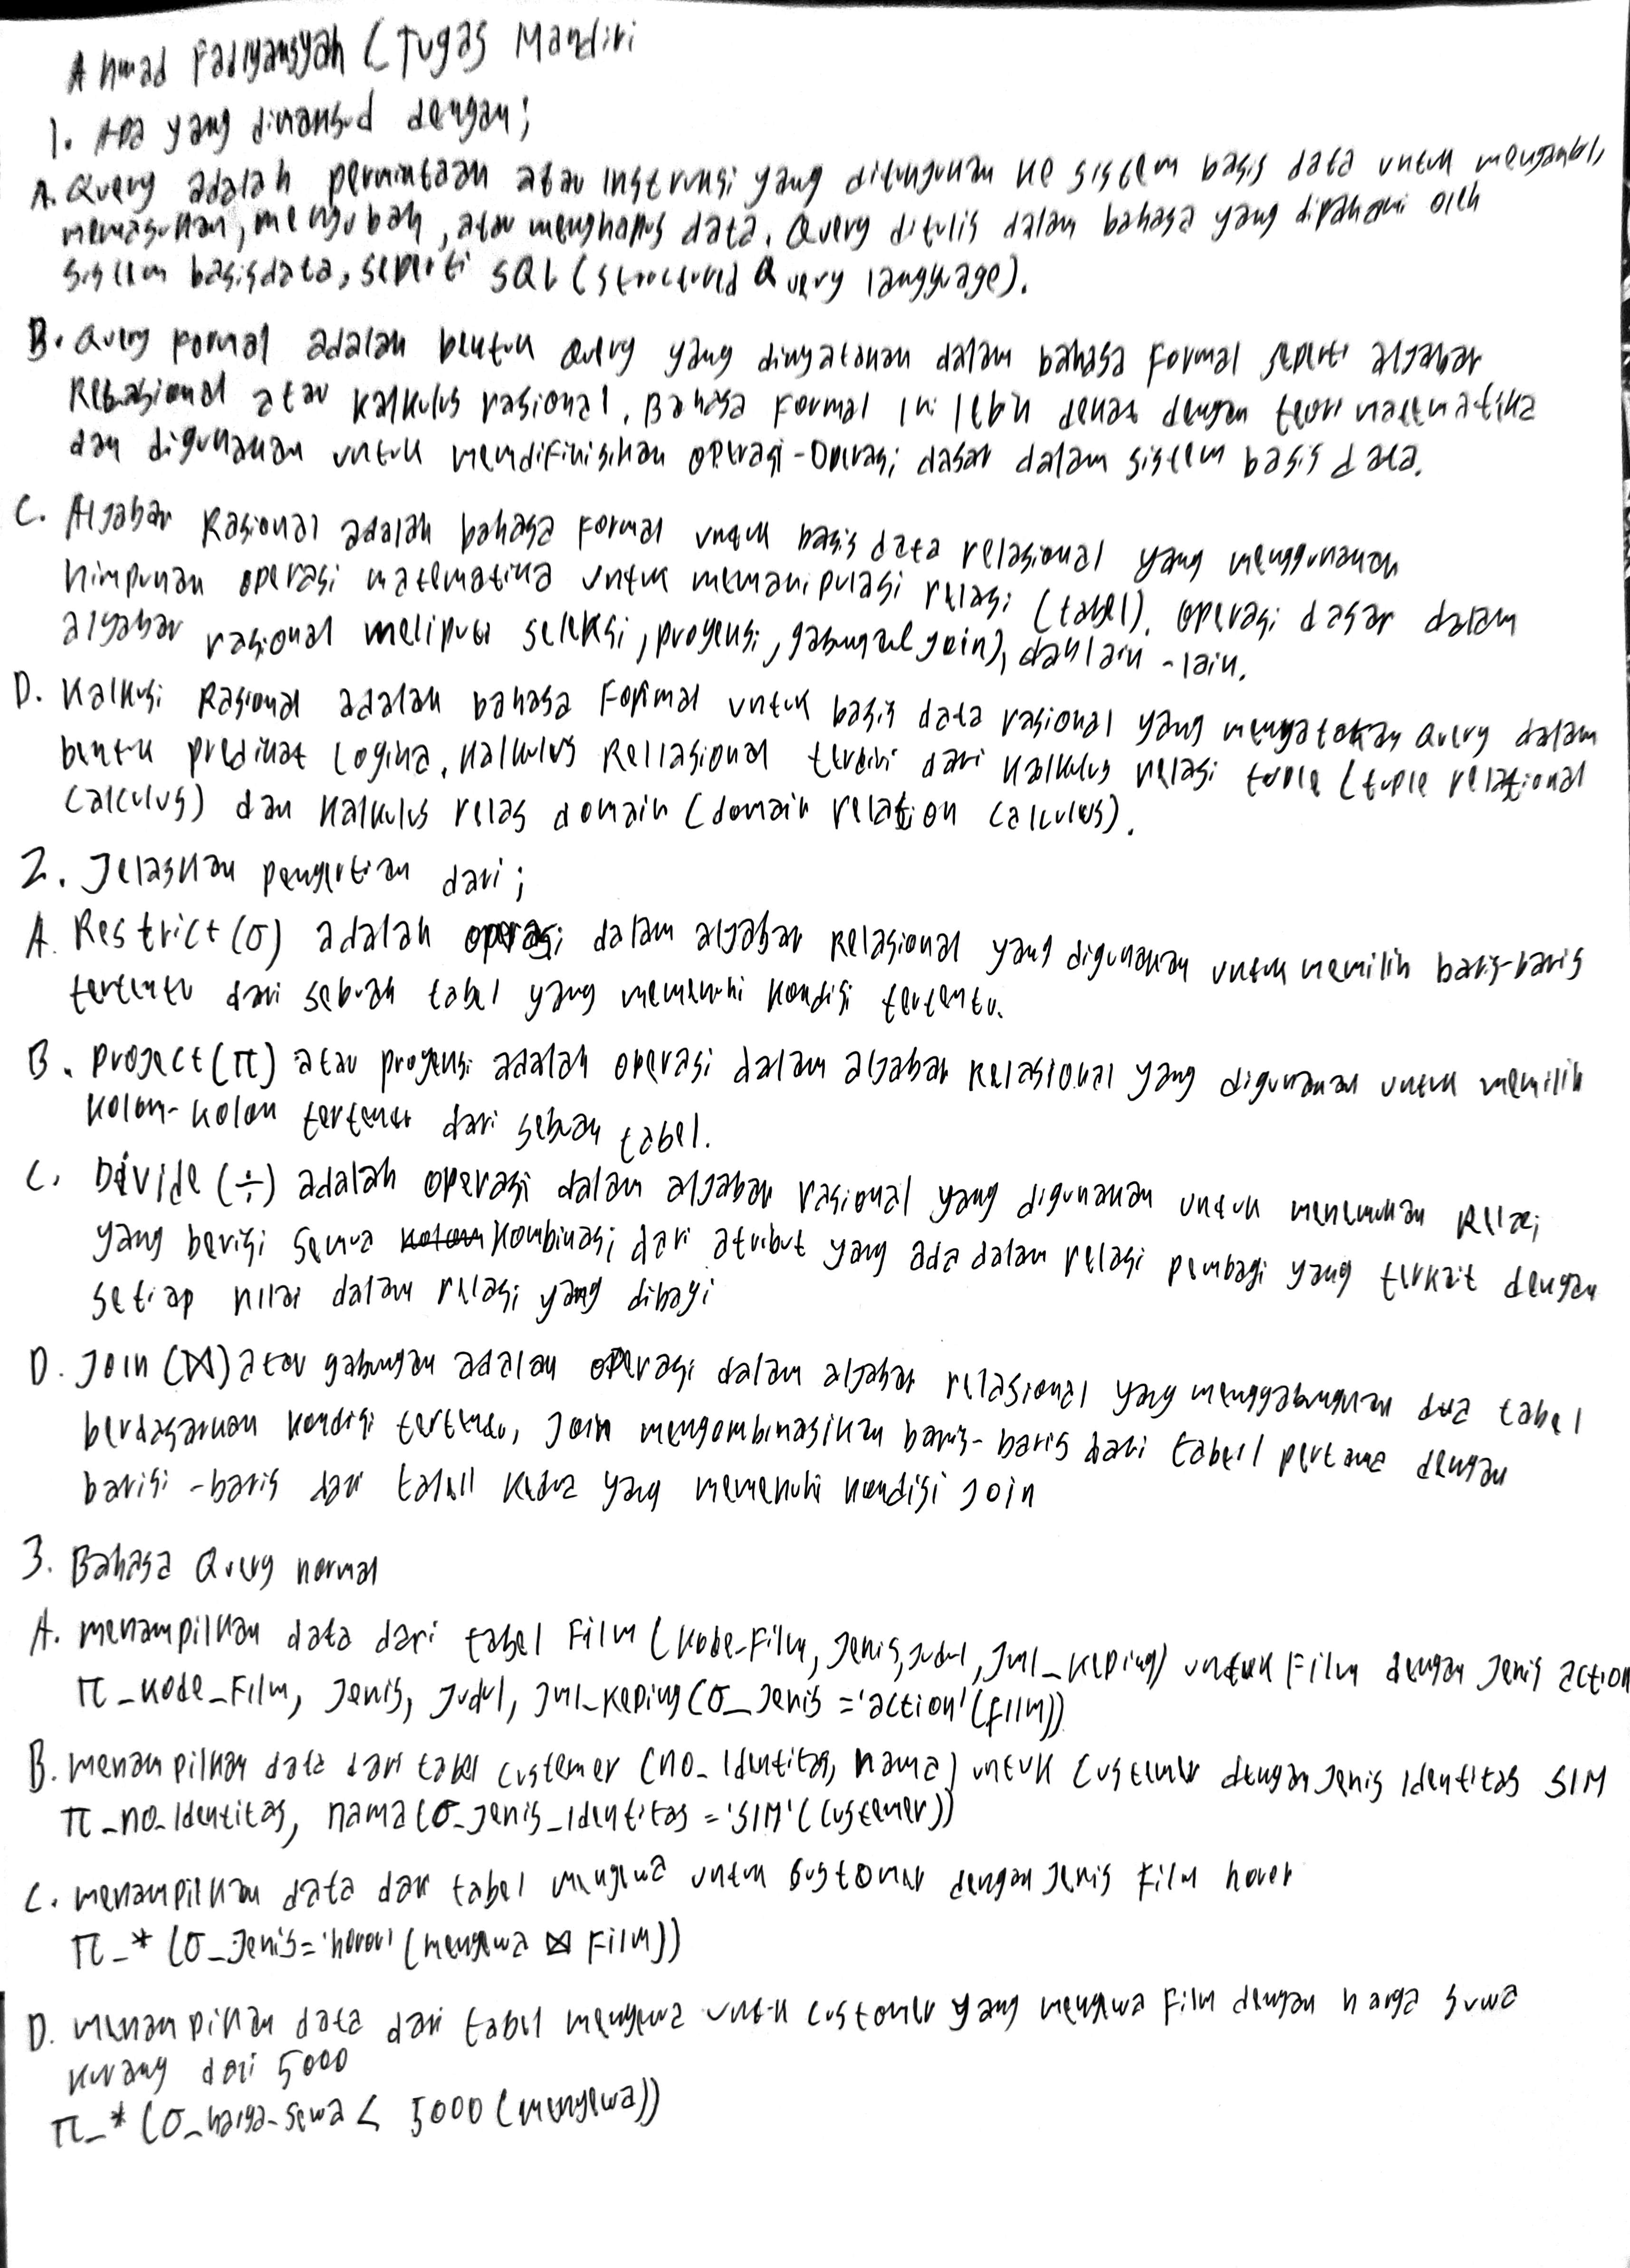 Ahmad Fadiyansyah (Tugas Mandiri
1. Apa yang dimaksud dengan;
A. Query adalah permintaan atau instruksi yang ditunjukan ke sistem basis data untuk mengambil,
memasukkan, mengubah, atau menghapus data. Query ditulis dalam bahasa yang dipahami oleh
sistem basisdata, seperti SQL (Structured Query langguage).
B. Query Formal adalah bentuk Query yang dinyatakan dalam bahasa Formal seperti aljabar
Relasional atau kalkulus rasional. Bahasa Formal ini lebih dekat dengan teori matematika
dan digunakan untuk mendifinisikan operasi-operasi dasar dalam sistem basis data.
C. Aljabar Rasional adalah bahasa Formal untuk basis data relasional yang menggunakan
himpunan operasi matematika untuk memanipulasi relasi (tabel). operasi dasar dalam
aljabar rasional meliputi seleksi, proyeksi, join), dan lain-lain.
D. Kalkusi Rasional adalah bahasa Formal untuk basis data rasional yang mengatakan Query dalam
bentuk predikat Logika. Kalkulus Rellasional terdiri dari kalkulus relasi tuple (tuple relational
Calculus) dan Kalkulus relas domain (domain relation Calculus).
2. Jelaskan pengertian dari;
A. Restrict (σ) adalah operasi dalam aljabar Relasional yang digunakan untuk memilih baris-baris
tertentu dari sebuah tabel yang memenuhi kondisi tertentu.
B. Project (π) atau proyeksi adalah operasi dalam aljabar Relasional yang digunakan untuk memilih
kolom-kolom tertentu dari sebuah tabel.
C. Divide (÷) adalah operasi dalam aljabar rasional yang digunakan untuk menemukan Relasi
yang berisi semua kolom kombinasi dari atribut yang ada dalam relasi pembagi yang terkait dengan
setiap nilai dalam relasi yang dibagi
D. Join (⋈) atau gabungan adalah operasi dalam aljabar relasional yang menggabungkan dua tabel
berdasarkan kondisi tertentu, Join mengombinasikan baris-baris dari tabell pertama dengan
barisi-baris dari tabell kedua yang memenuhi kondisi Join
3. Bahasa Query normal
A. menampilkan data dari tabel Film (Kode_Film, Jenis, Judul, Jml_Keping) untuk Film dengan Jenis action
π_Kode_Film, Jenis, Judul, Jml_Keping (σ_Jenis = 'action' (film))
B. menampilkan data dari tabel Custemer (no_Identitas, nama) untuk Custemer dengan Jenis Identitas SIM
π_no_Identitas, nama (σ_Jenis_Identitas = 'SIM' (Custemer))
C. menampilkan data dari tabel menyewa untuk customer dengan Jenis Film horor
π_* (σ_Jenis = 'horor' (menyewa ⋈ Film))
D. menampilkan data dari tabel menyewa untuk customer yang menyewa Film dengan harga sewa
kurang dari 5000
π_* (σ_harga_sewa < 5000 (menyewa))